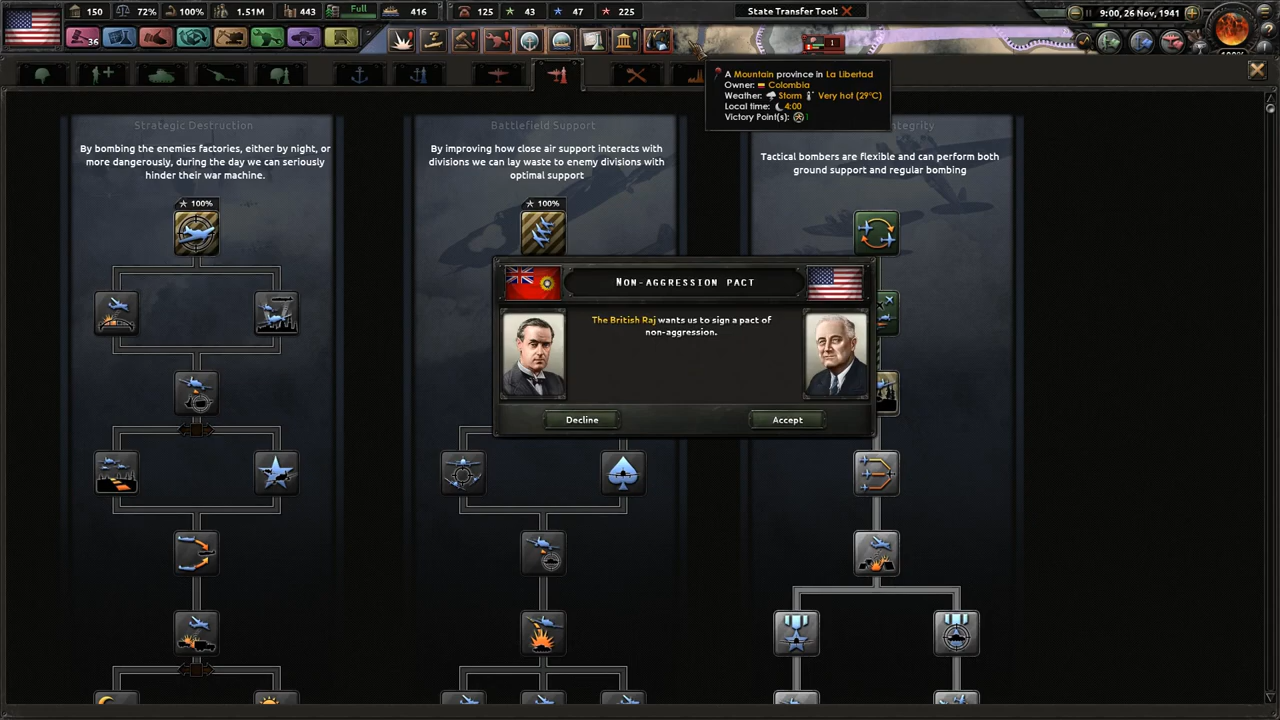 150
72%
100%
1.51M
443
Full
416
125
43
47
225
State Transfer Tool:
9:00, 26 Nov, 1941
36
1
100%
A Mountain province in La Libertad
Owner: Colombia
Weather: Storm Very hot (29°C)
Local time: 4:00
Victory Point(s): 1
Strategic Destruction
By bombing the enemies factories, either by night, or
more dangerously, during the day we can seriously
hinder their war machine.
100%
Battlefield Support
By improving how close air support interacts with
divisions we can lay waste to enemy divisions with
optimal support
100%
Integrity
Tactical bombers are flexible and can perform both
ground support and regular bombing
Non-aggression pact
The British Raj wants us to sign a pact of
non-aggression.
Decline
Accept